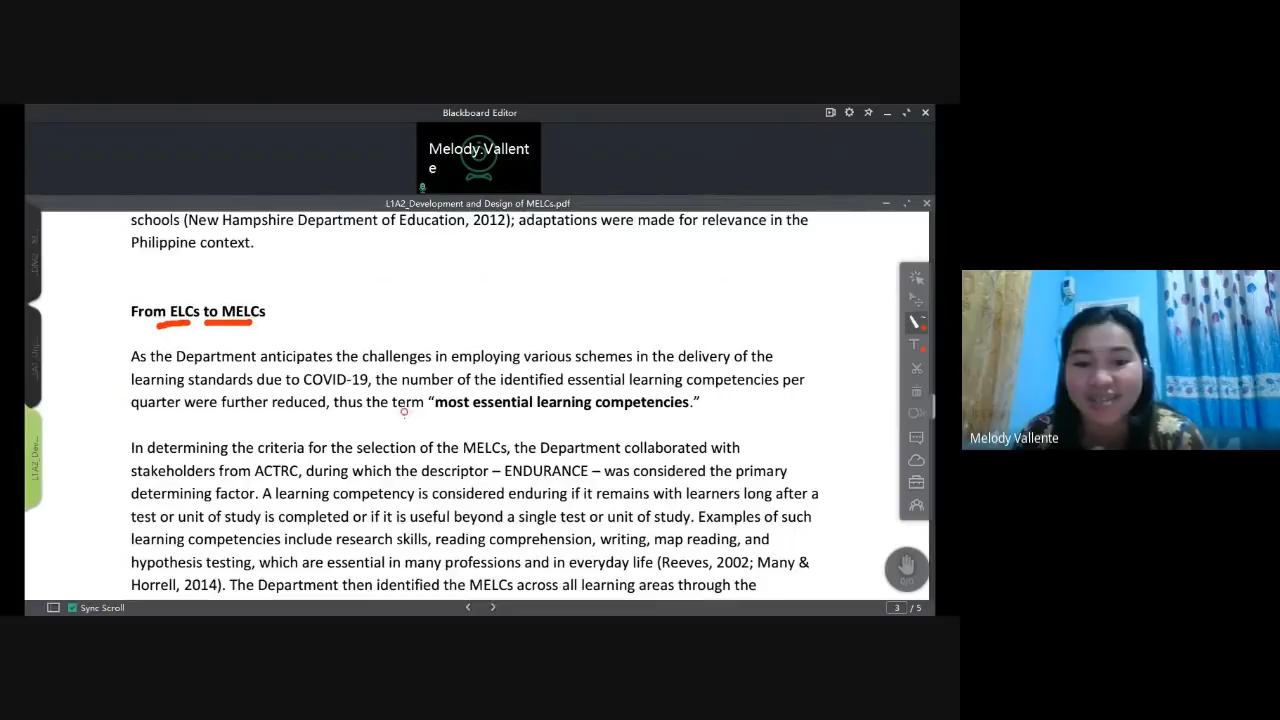 Blackboard Editor
Melody Vallent
e
L1A2_Development and Design of MELCs.pdf
schools (New Hampshire Department of Education, 2012); adaptations were made for relevance in the
Philippine context.
From ELCs to MELCs
As the Department anticipates the challenges in employing various schemes in the delivery of the
learning standards due to COVID-19, the number of the identified essential learning competencies per
quarter were further reduced, thus the term “most essential learning competencies.”
In determining the criteria for the selection of the MELCs, the Department collaborated with
stakeholders from ACTRC, during which the descriptor – ENDURANCE – was considered the primary
determining factor. A learning competency is considered enduring if it remains with learners long after a
test or unit of study is completed or if it is useful beyond a single test or unit of study. Examples of such
learning competencies include research skills, reading comprehension, writing, map reading, and
hypothesis testing, which are essential in many professions and in everyday life (Reeves, 2002; Many &
Horrell, 2014). The Department then identified the MELCs across all learning areas through the
L1A2_Dev...
0/0
Sync Scroll
3 / 5
Melody Vallente